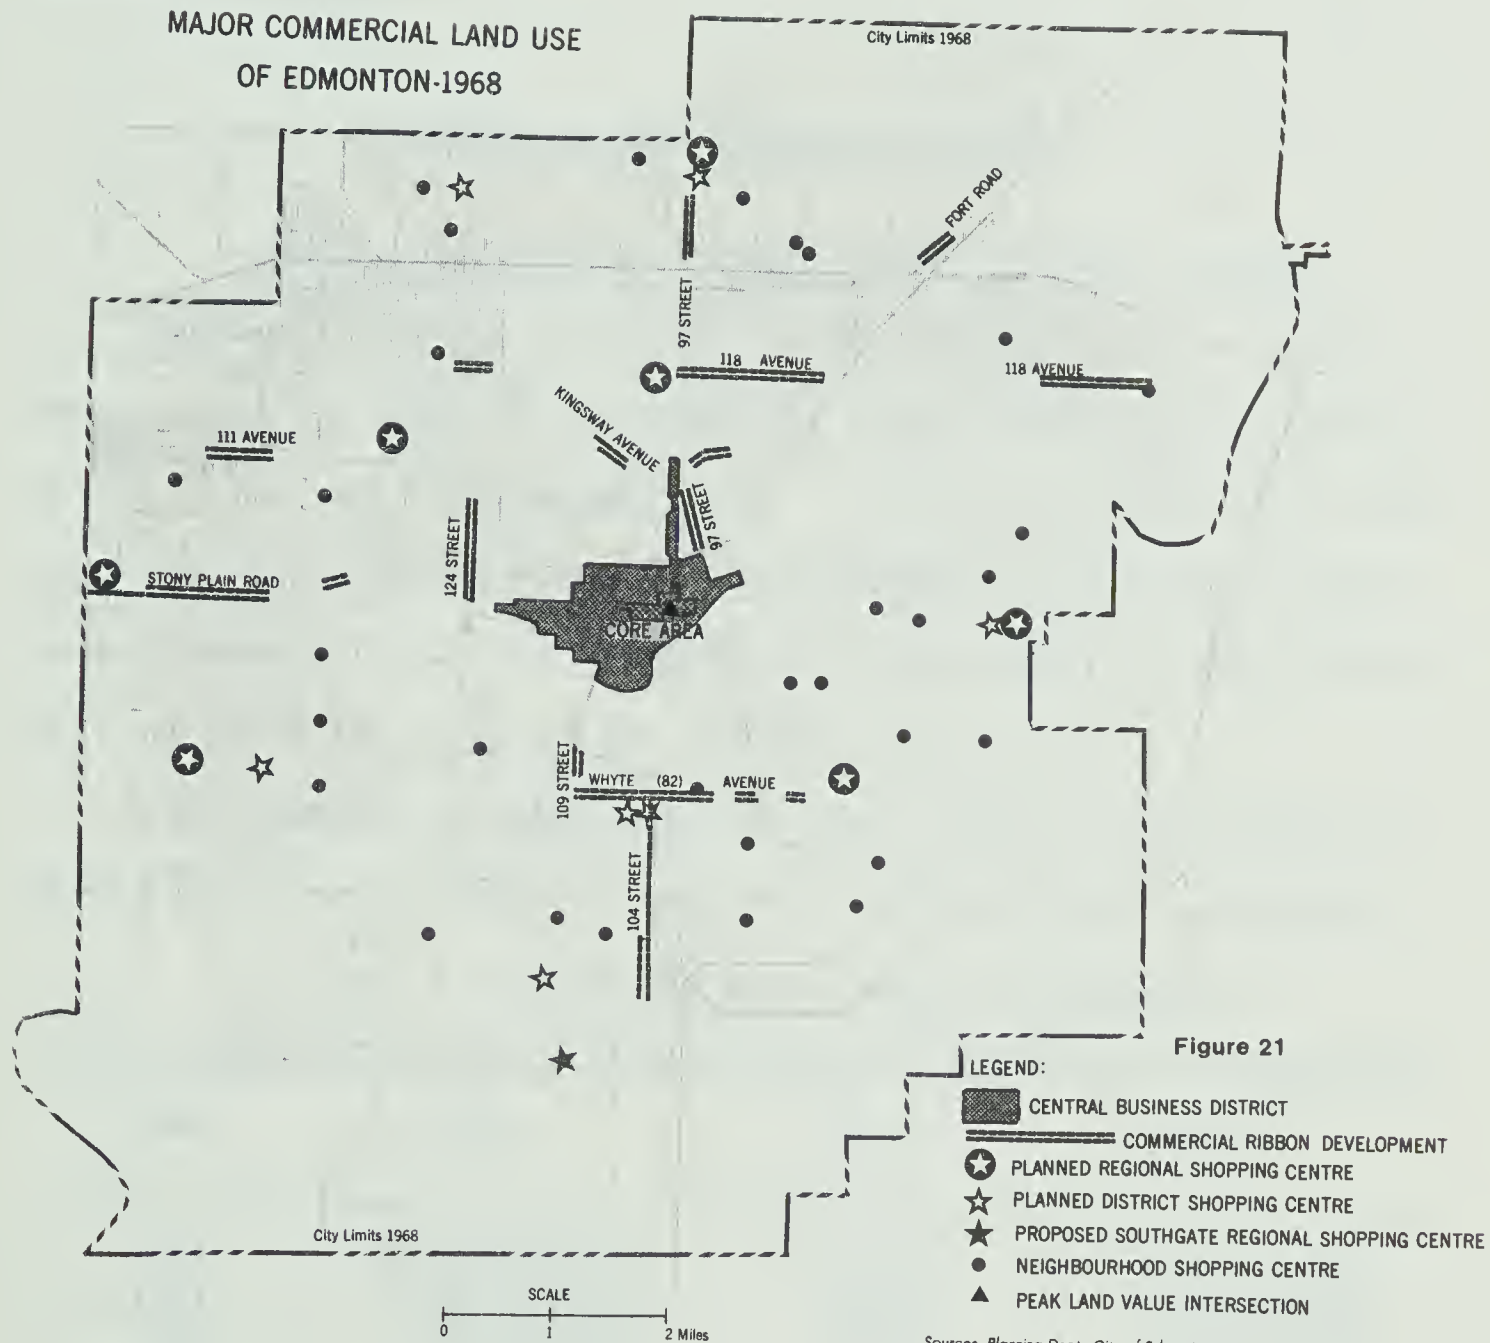 MAJOR COMMERCIAL LAND USE
OF EDMONTON-1968
City Limits 1968
FORT ROAD
97 STREET
118 AVENUE
118 AVENUE
KINGSWAY AVENUE
111 AVENUE
97 STREET
124 STREET
STONY PLAIN ROAD
CORE AREA
109 STREET
WHYTE (82) AVENUE
104 STREET
Figure 21
LEGEND:
CENTRAL BUSINESS DISTRICT
COMMERCIAL RIBBON DEVELOPMENT
PLANNED REGIONAL SHOPPING CENTRE
PLANNED DISTRICT SHOPPING CENTRE
PROPOSED SOUTHGATE REGIONAL SHOPPING CENTRE
NEIGHBOURHOOD SHOPPING CENTRE
PEAK LAND VALUE INTERSECTION
City Limits 1968
SCALE
0 1 2 Miles